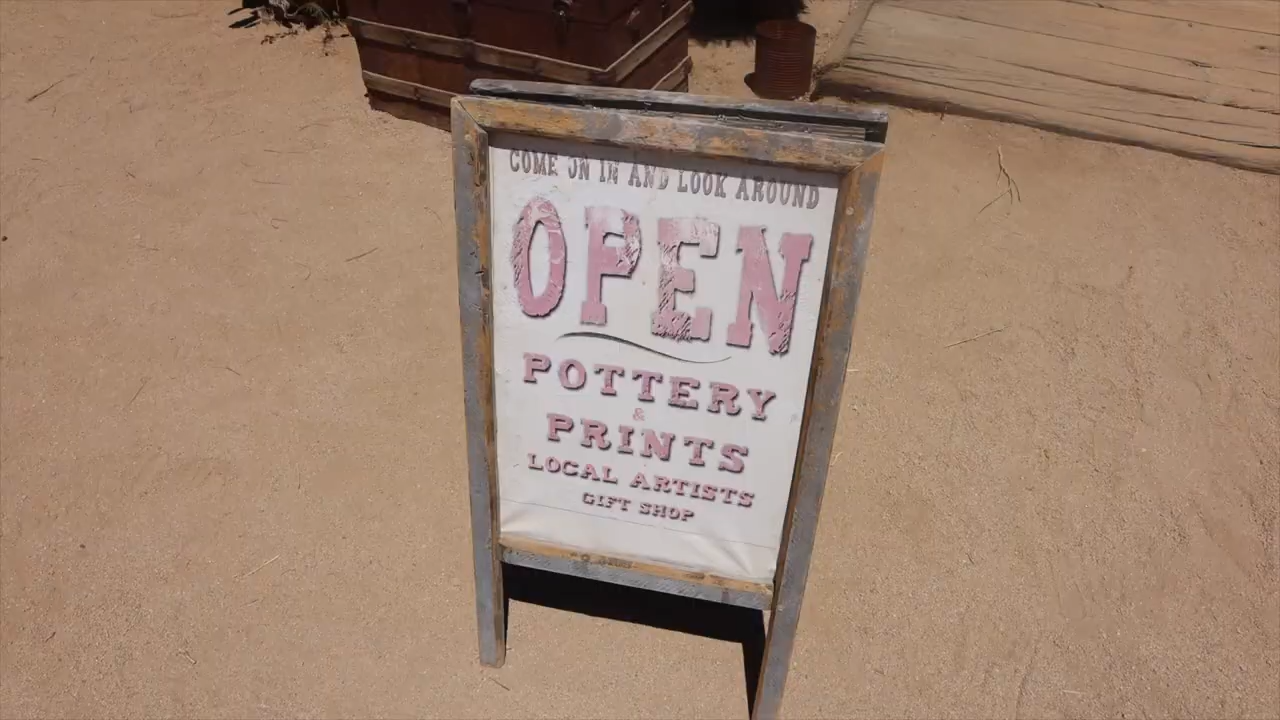 COME ON IN AND LOOK AROUND
OPEN
POTTERY
&
PRINTS
LOCAL ARTISTS
GIFT SHOP